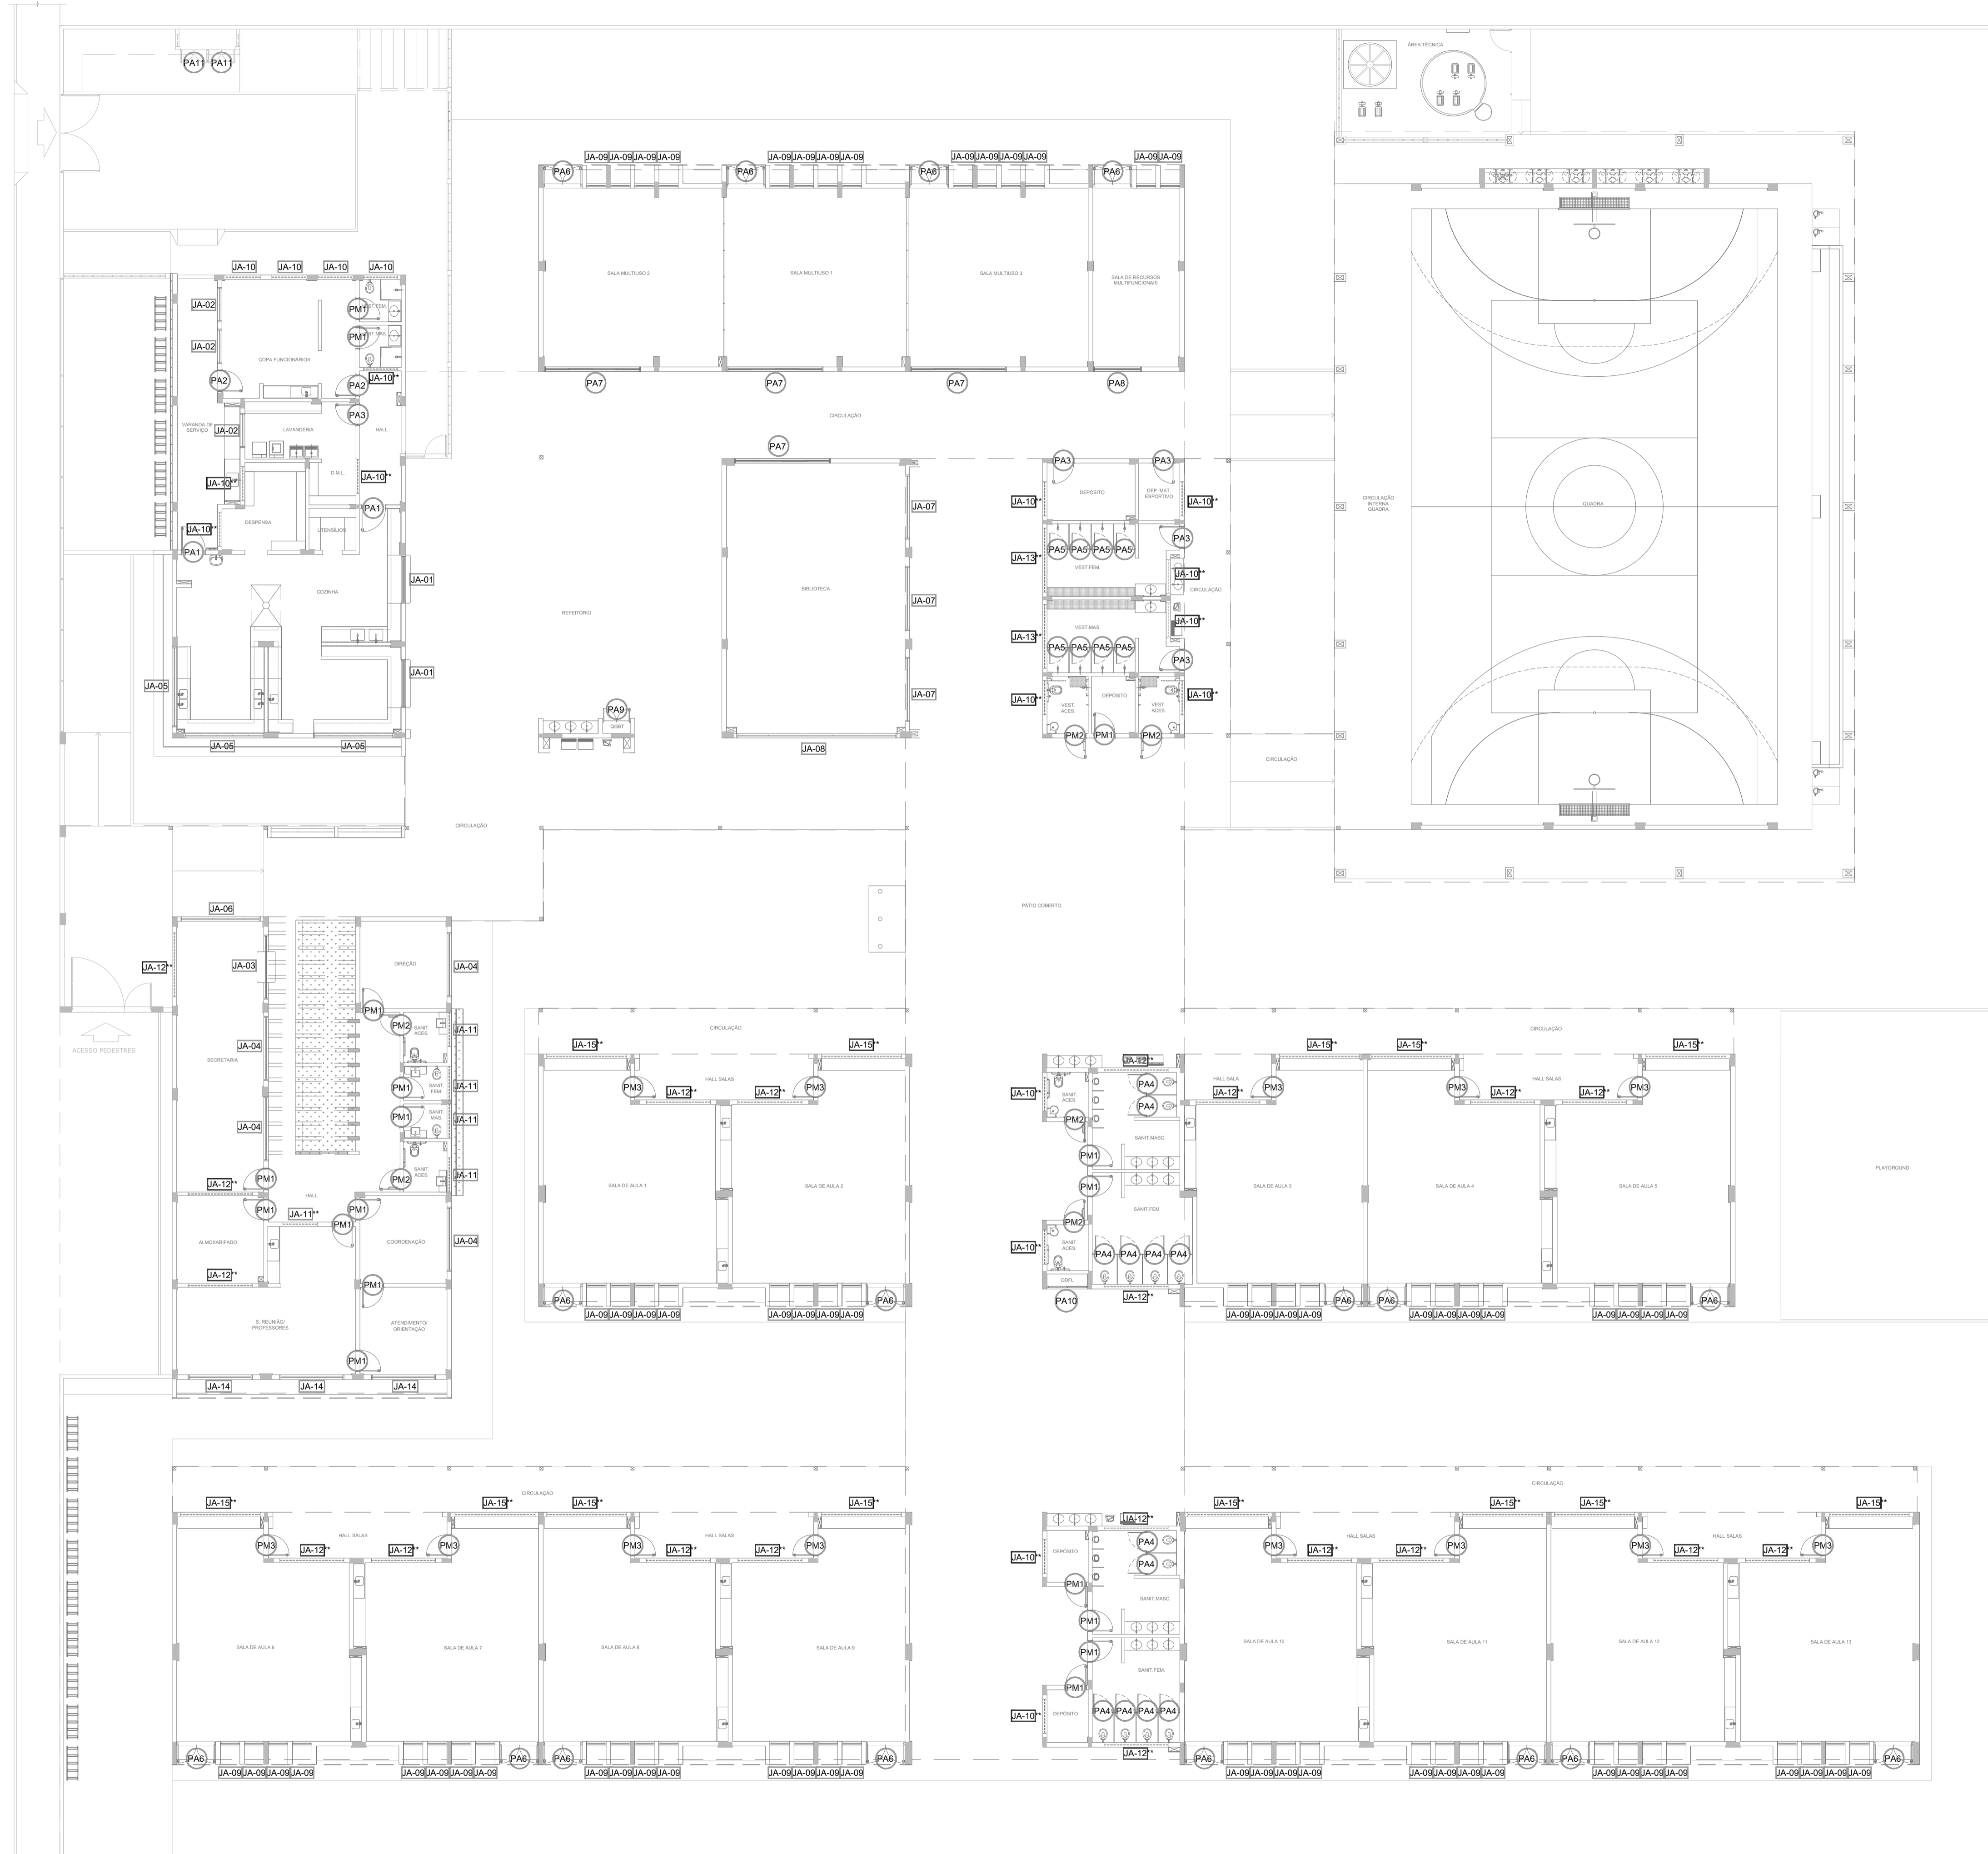 ÁREA TÉCNICA
PA11 PA11
JA-09 JA-09 JA-09 JA-09
JA-09 JA-09 JA-09 JA-09
JA-09 JA-09 JA-09 JA-09
JA-09 JA-09
PA6
PA6
PA6
PA6
SALA MULTIUSO 2
SALA MULTIUSO 1
SALA MULTIUSO 3
SALA DE RECURSOS
MULTIFUNCIONAIS
PA7
PA7
PA7
PA8
CIRCULAÇÃO
JA-10
JA-10
JA-10
JA-10
JA-02
PM1
JA-02
PM1
COPA FUNCIONÁRIOS
PA2
PA2
JA-10**
PA3
VARANDA DE
SERVIÇO
JA-02
LAVANDERIA
HALL
JA-10**
D.M.L.
JA-10**
PA1
DESPENSA
UTENSÍLIOS
JA-10**
PA1
JA-01
COZINHA
JA-01
JA-05
JA-05
JA-05
REFEITÓRIO
PA9
QGBT
PA7
JA-07
BIBLIOTECA
JA-07
JA-07
JA-08
PA3
PA3
DEPÓSITO
DEP. MAT
ESPORTIVO
JA-10**
JA-10**
PA3
PA5 PA5 PA5 PA5
JA-13**
VEST.FEM.
JA-10**
CIRCULAÇÃO
JA-10**
VEST.MAS.
JA-13**
PA5 PA5 PA5 PA5
PA3
JA-10**
JA-10**
VEST.
ACES.
DEPÓSITO
VEST.
ACES.
PM2
PM1
PM2
CIRCULAÇÃO
CIRCULAÇÃO
INTERNA
QUADRA
QUADRA
CIRCULAÇÃO
PÁTIO COBERTO
JA-06
JA-12**
JA-03
DIREÇÃO
JA-04
PM1
PM2
SANIT.
ACES.
JA-11
ACESSO PEDESTRES
SECRETARIA
JA-04
PM1
SANIT.
FEM.
JA-11
PM1
SANIT.
MAS.
JA-11
JA-04
SANIT.
ACES.
PM2
JA-11
PM1
JA-12**
HALL
PM1
JA-11**
PM1
PM1
ALMOXARIFADO
COORDENAÇÃO
JA-04
JA-12**
PM1
S. REUNIÃO/
PROFESSORES
ATENDIMENTO/
ORIENTAÇÃO
PM1
JA-14
JA-14
JA-14
CIRCULAÇÃO
JA-15**
JA-15**
PM3
HALL SALAS
PM3
JA-12**
JA-12**
SALA DE AULA 1
SALA DE AULA 2
PA6
PA6
JA-09 JA-09 JA-09 JA-09
JA-09 JA-09 JA-09 JA-09
JA-12**
JA-10**
SANIT.
ACES.
PA4
PA4
PM2
SANIT.MASC.
PM1
PM1
SANIT.FEM.
PM2
JA-10**
SANIT.
ACES.
PA4 PA4 PA4 PA4
QDFL
PA10
JA-12**
CIRCULAÇÃO
JA-15**
JA-15**
JA-15**
HALL SALA
PM3
PM3
HALL SALAS
PM3
JA-12**
JA-12**
JA-12**
SALA DE AULA 3
SALA DE AULA 4
SALA DE AULA 5
PLAYGROUND
PA6
PA6
PA6
JA-09 JA-09 JA-09 JA-09
JA-09 JA-09 JA-09 JA-09
JA-09 JA-09 JA-09 JA-09
CIRCULAÇÃO
JA-15**
JA-15**
JA-15**
JA-15**
PM3
HALL SALAS
PM3
PM3
HALL SALAS
PM3
JA-12**
JA-12**
JA-12**
JA-12**
SALA DE AULA 6
SALA DE AULA 7
SALA DE AULA 8
SALA DE AULA 9
PA6
PA6
PA6
PA6
JA-09 JA-09 JA-09 JA-09
JA-09 JA-09 JA-09 JA-09
JA-09 JA-09 JA-09 JA-09
JA-09 JA-09 JA-09 JA-09
JA-12**
JA-10**
DEPÓSITO
PA4
PA4
PM1
SANIT.MASC.
PM1
PM1
SANIT.FEM.
PM1
JA-10**
DEPÓSITO
PA4 PA4 PA4 PA4
JA-12**
CIRCULAÇÃO
JA-15**
JA-15**
JA-15**
JA-15**
PM3
HALL SALAS
PM3
PM3
HALL SALAS
PM3
JA-12**
JA-12**
JA-12**
JA-12**
SALA DE AULA 10
SALA DE AULA 11
SALA DE AULA 12
SALA DE AULA 13
PA6
PA6
PA6
PA6
JA-09 JA-09 JA-09 JA-09
JA-09 JA-09 JA-09 JA-09
JA-09 JA-09 JA-09 JA-09
JA-09 JA-09 JA-09 JA-09